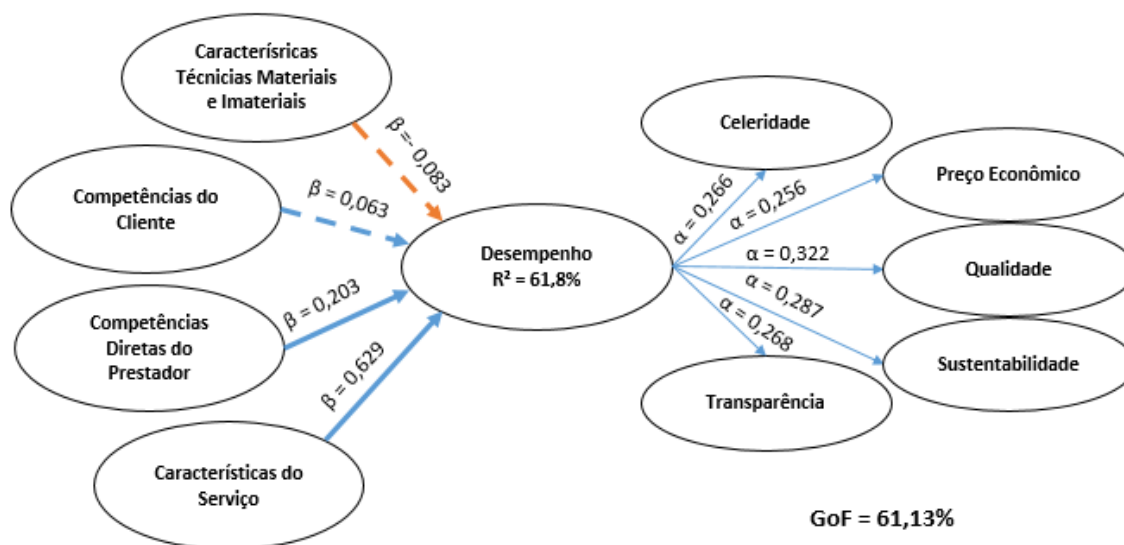 Caracterísricas
Técnicias Materiais
e Imateriais
β =- 0,083
Competências do
Cliente
β = 0,063
Competências
Diretas do
Prestador
β = 0,203
Características do
Serviço
β = 0,629
Desempenho
R² = 61,8%
Celeridade
α = 0,266
Preço Econômico
α = 0,256
Qualidade
α = 0,322
Sustentabilidade
α = 0,287
Transparência
α = 0,268
GoF = 61,13%